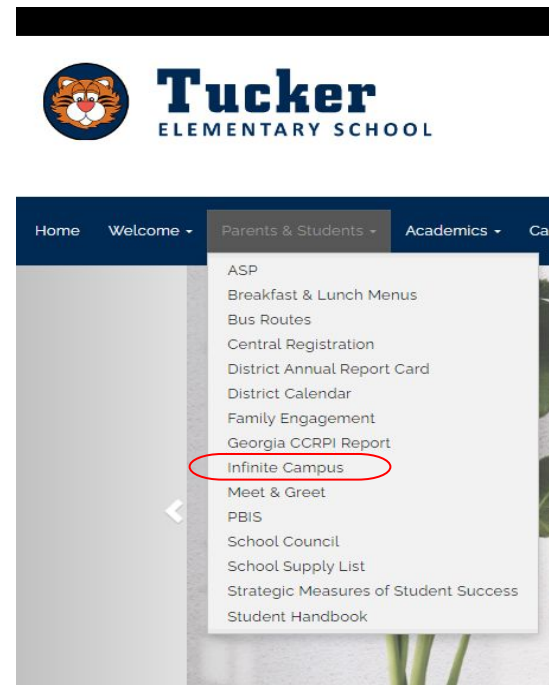 Tucker
ELEMENTARY SCHOOL
Home Welcome Parents & Students Academics Ca
ASP
Breakfast & Lunch Menus
Bus Routes
Central Registration
District Annual Report Card
District Calendar
Family Engagement
Georgia CCRPI Report
Infinite Campus
Meet & Greet
PBIS
School Council
School Supply List
Strategic Measures of Student Success
Student Handbook